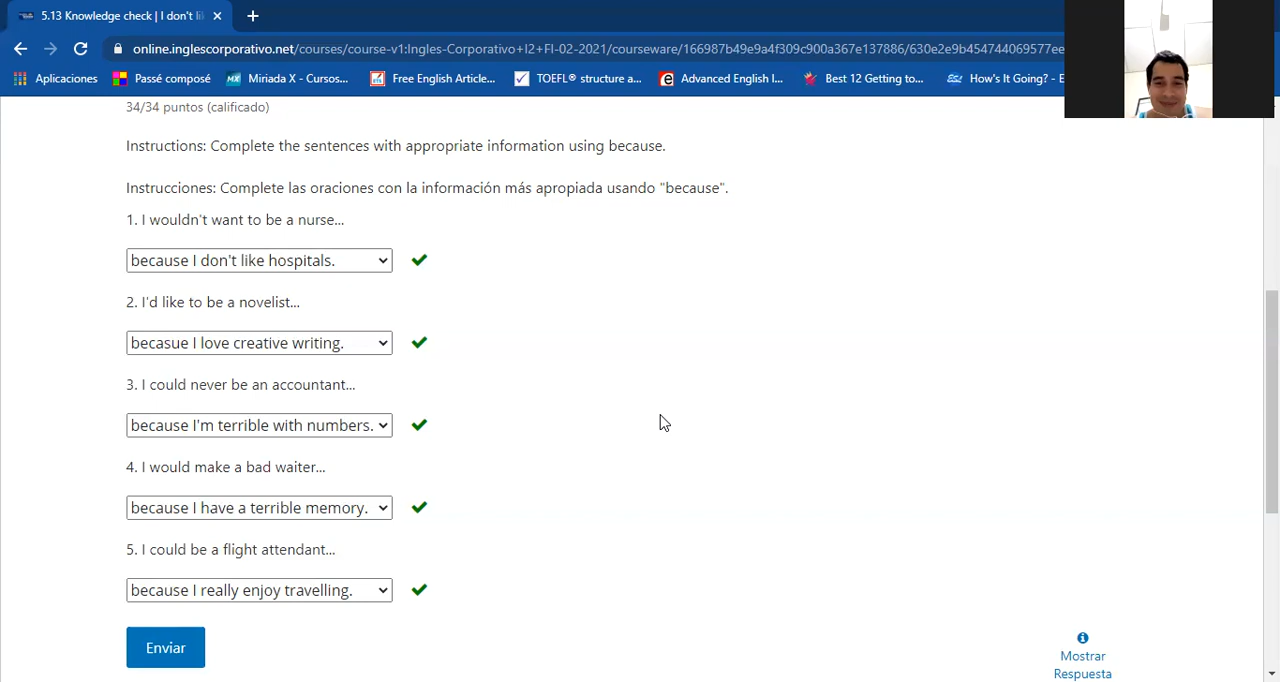 5.13 Knowledge check | I don't li
online.inglescorporativo.net/courses/course-v1:Ingles-Corporativo+I2+FI-02-2021/courseware/166987b49e9a4f309c900a367e137886/630e2e9b454744069577ee
Aplicaciones Passé composé Miriada X - Cursos... Free English Article... TOEFL® structure a... Advanced English I... Best 12 Getting to... How's It Going? - E
34/34 puntos (calificado)
Instructions: Complete the sentences with appropriate information using because.
Instrucciones: Complete las oraciones con la información más apropiada usando "because".
1. I wouldn't want to be a nurse...
because I don't like hospitals.
2. I'd like to be a novelist...
becasue I love creative writing.
3. I could never be an accountant...
because I'm terrible with numbers.
4. I would make a bad waiter...
because I have a terrible memory.
5. I could be a flight attendant...
because I really enjoy travelling.
Enviar
Mostrar
Respuesta